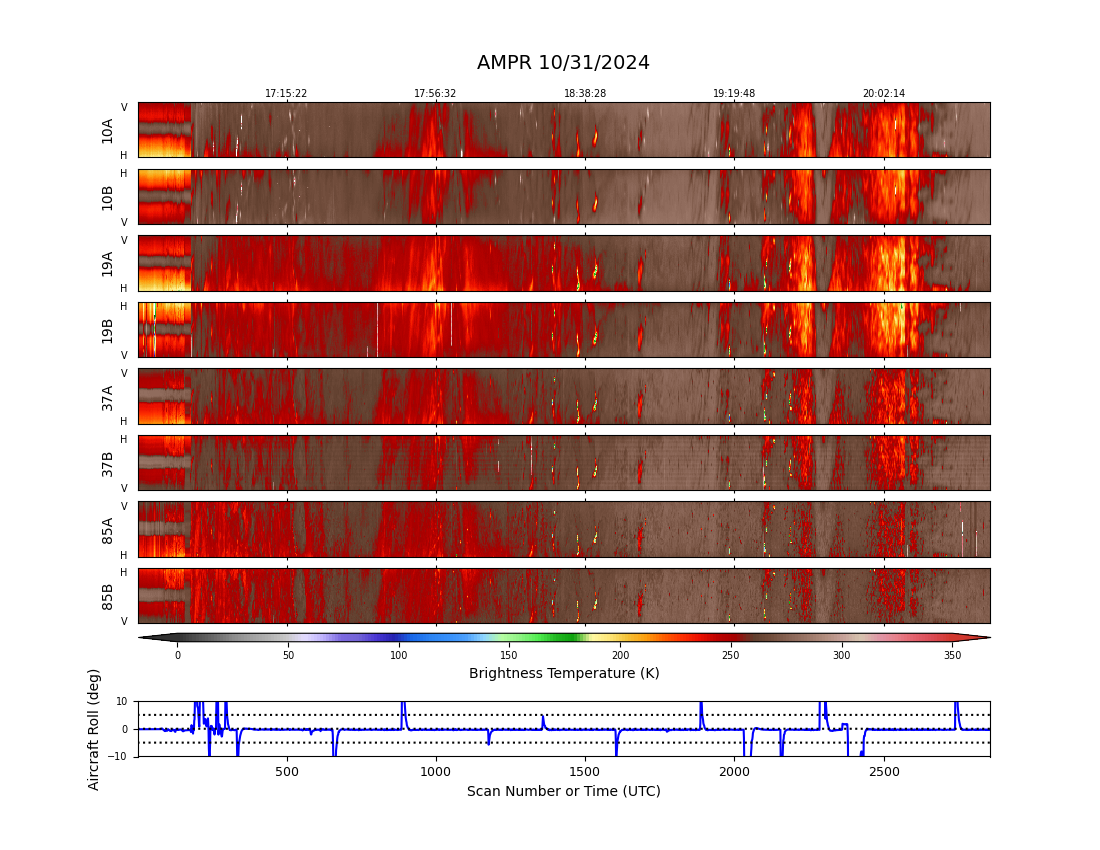 AMPR 10/31/2024
17:15:22 17:56:32 18:38:28 19:19:48 20:02:14
V
10A
H
H
10B
V
V
19A
H
H
19B
V
V
37A
H
H
37B
V
V
85A
H
H
85B
V
0 50 100 150 200 250 300 350
Brightness Temperature (K)
Aircraft Roll (deg)
10
0
−10
500 1000 1500 2000 2500
Scan Number or Time (UTC)